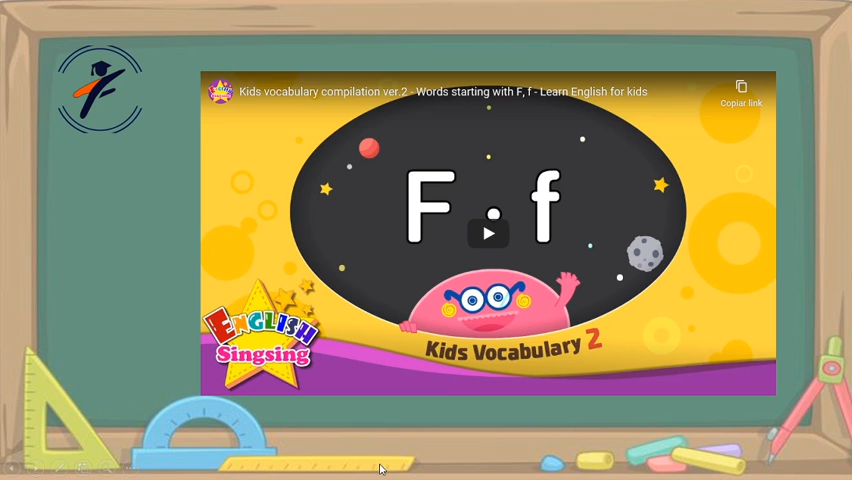 Kids vocabulary compilation ver.2 - Words starting with F, f - Learn English for kids
Copiar link
F · f
ENGLISH
Singsing
Kids Vocabulary 2